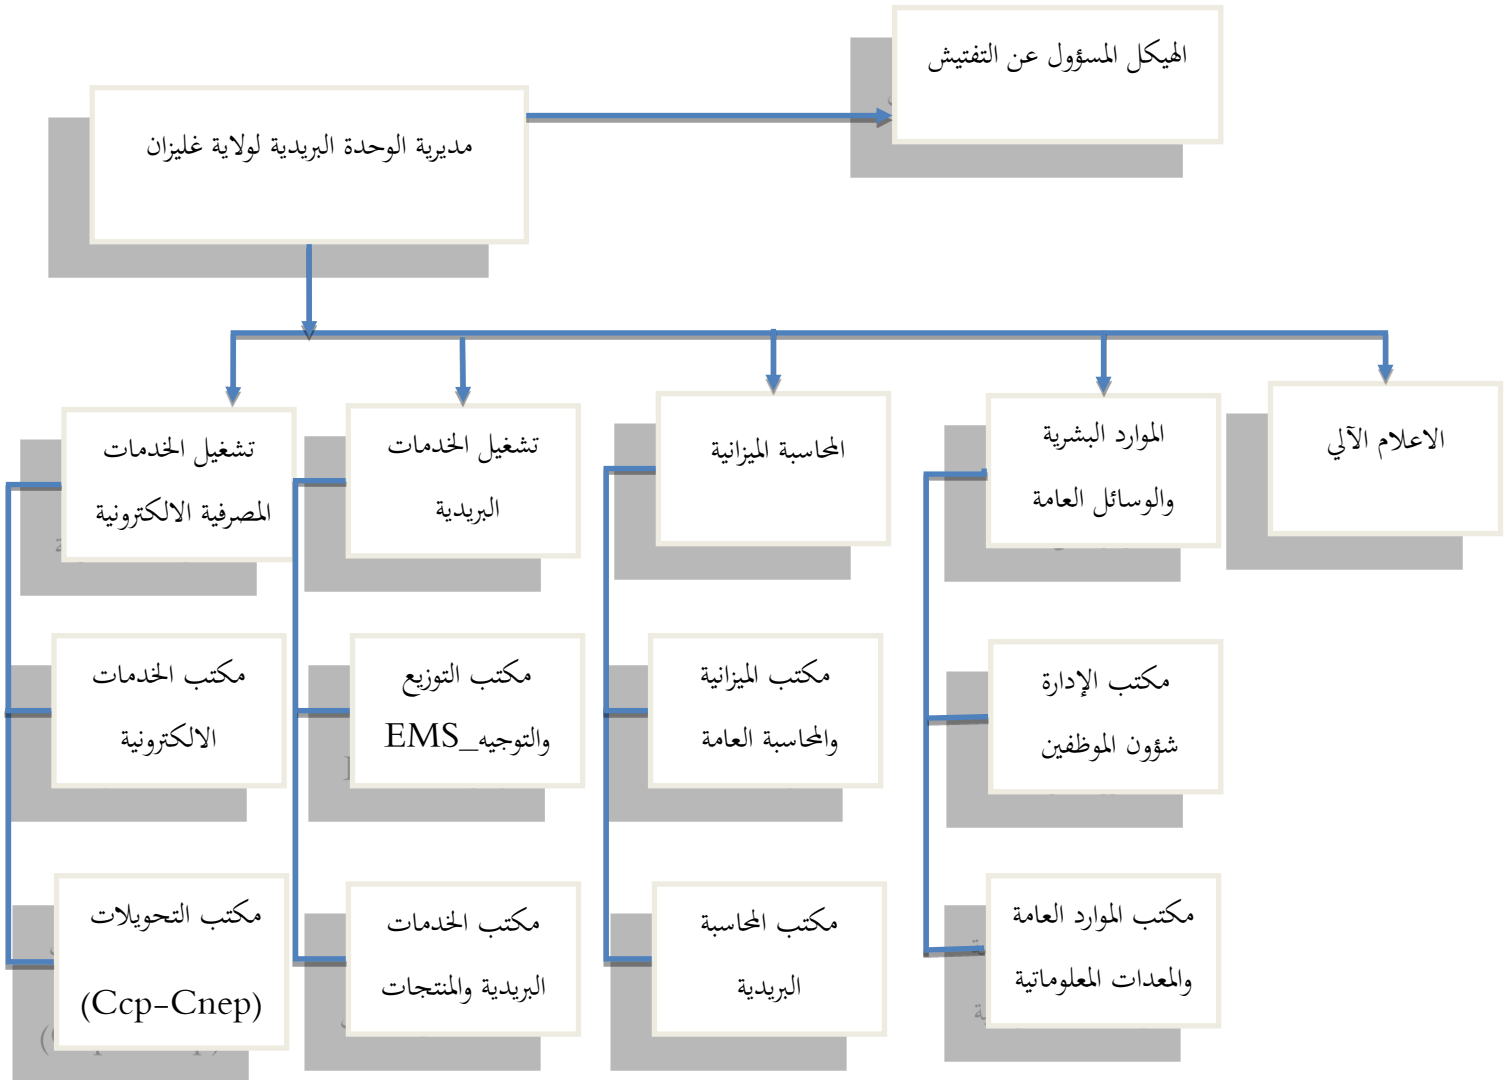 الهيكل المسؤول عن التفتيش
مديرية الوحدة البريدية لولاية غليزان
الاعلام الآلي
الموارد البشرية
والوسائل العامة
المحاسبة الميزانية
تشغيل الخدمات
البريدية
تشغيل الخدمات
المصرفية الالكترونية
مكتب الإدارة
شؤون الموظفين
مكتب الميزانية
والمحاسبة العامة
مكتب التوزيع
والتوجيه_EMS
مكتب الخدمات
الالكترونية
مكتب الموارد العامة
والمعدات المعلوماتية
مكتب المحاسبة
البريدية
مكتب الخدمات
البريدية والمنتجات
مكتب التحويلات
(Ccp-Cnep)